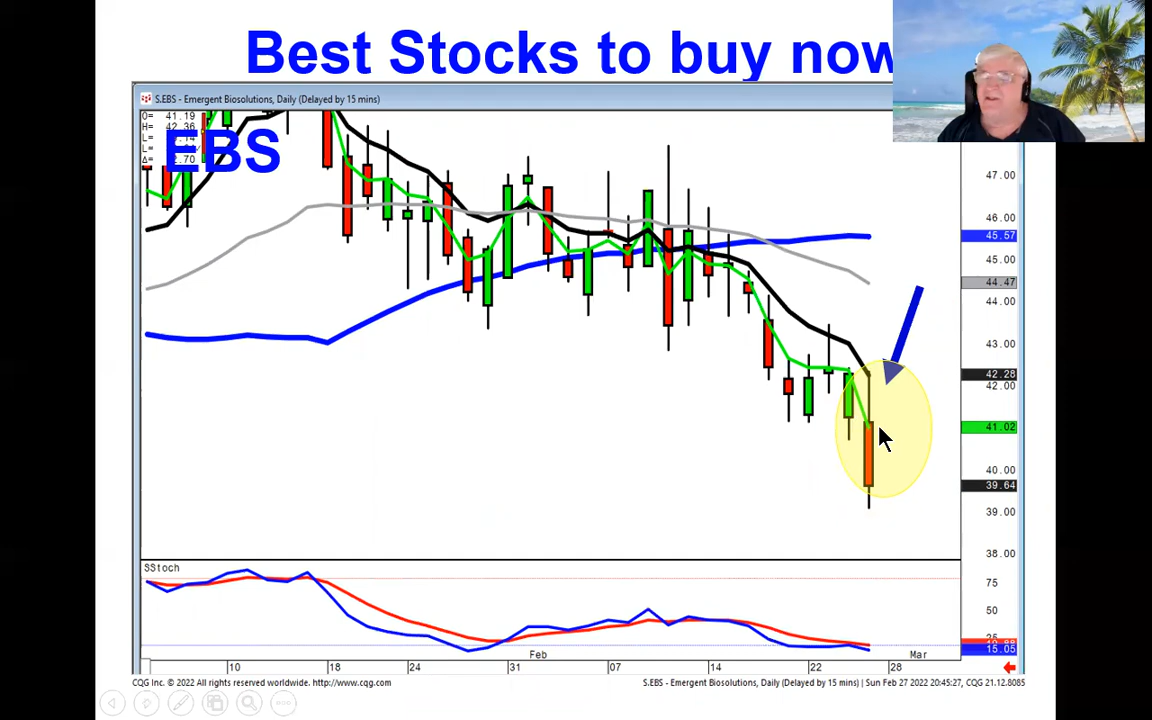 Best Stocks to buy now
S.EBS - Emergent Biosolutions, Daily (Delayed by 15 mins)
O= 41.19
H= 42.36
L=
L=
Δ= 2.70
EBS
47.00
46.00
45.57
45.00
44.47
44.00
43.00
42.28
42.00
41.02
40.00
39.64
39.00
38.00
SStoch
75
50
25
15.05
Feb
Mar
10
18
24
31
07
14
22
28
CQG Inc. © 2022 All rights reserved worldwide. http://www.cqg.com
S.EBS - Emergent Biosolutions, Daily (Delayed by 15 mins) | Sun Feb 27 2022 20:45:27, CQG 21.12.8085